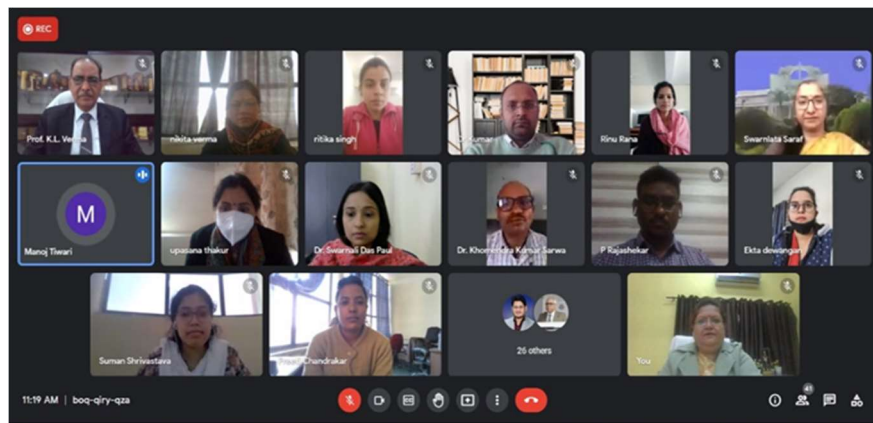 REC
Prof. K.L. Verma
nikita verma
ritika singh
Kumar
Rinu Rana
Swarnlata Saraf
M
Manoj Tiwari
upasana thakur
Dr. Swarnali Das Paul
Dr. Khomendra Kumar Sarwa
P Rajashekar
Ekta dewangan
Suman Shrivastava
Chandrakar
26 others
You
11:19 AM | boq-qiry-qza
41